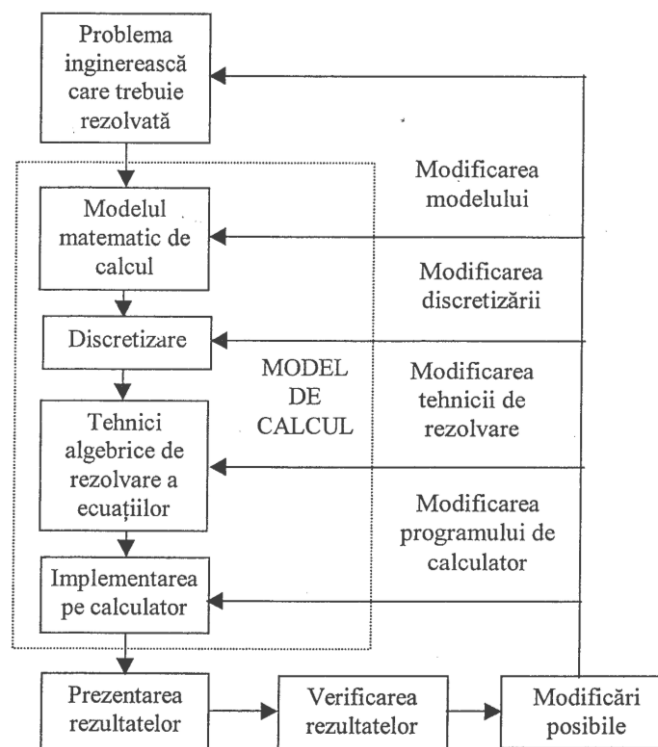 Problema
inginerească
care trebuie
rezolvată
Modificarea
modelului
Modelul
matematic de
calcul
Modificarea
discretizării
Discretizare
MODEL
DE
CALCUL
Modificarea
tehnicii de
rezolvare
Tehnici
algebrice de
rezolvare a
ecuațiilor
Modificarea
programului de
calculator
Implementarea
pe calculator
Prezentarea
rezultatelor
Verificarea
rezultatelor
Modificări
posibile